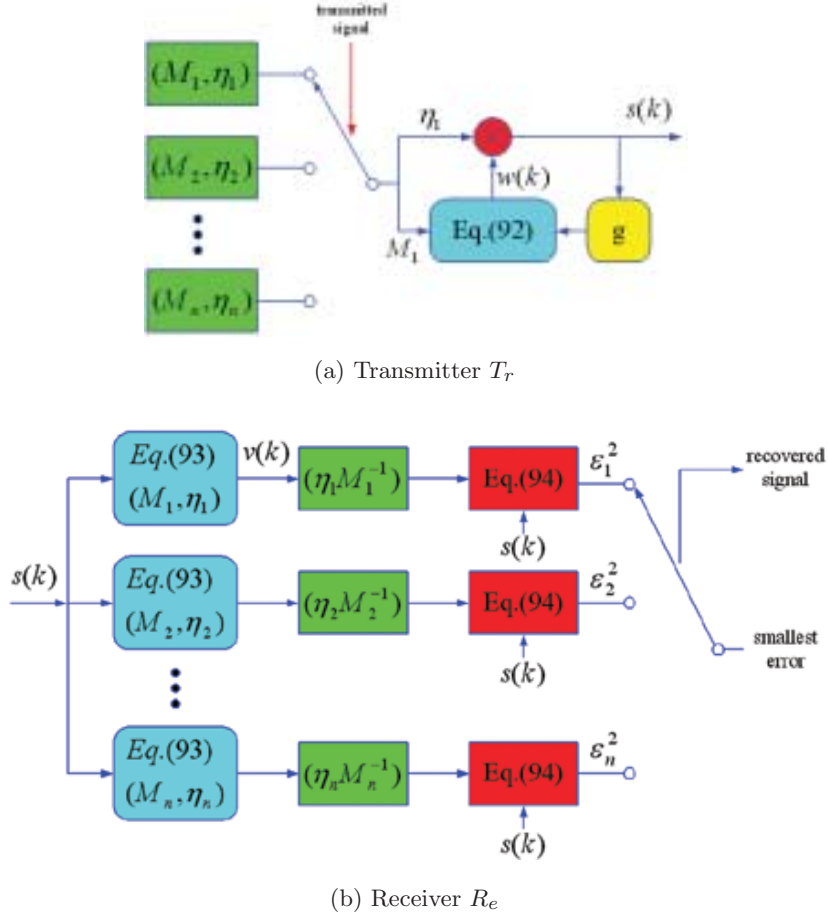 transmitted
signal
(M₁,η₁)
(M₂,η₂)
(Mₙ,ηₙ)
η₁
s(k)
w(k)
M₁
Eq.(92)
g
(a) Transmitter Tᵣ
Eq.(93)
(M₁,η₁)
v(k)
(η₁M₁⁻¹)
Eq.(94)
ε₁²
s(k)
recovered
signal
s(k)
Eq.(93)
(M₂,η₂)
(η₂M₂⁻¹)
Eq.(94)
ε₂²
s(k)
smallest
error
Eq.(93)
(Mₙ,ηₙ)
(ηₙMₙ⁻¹)
Eq.(94)
εₙ²
s(k)
(b) Receiver Rₑ